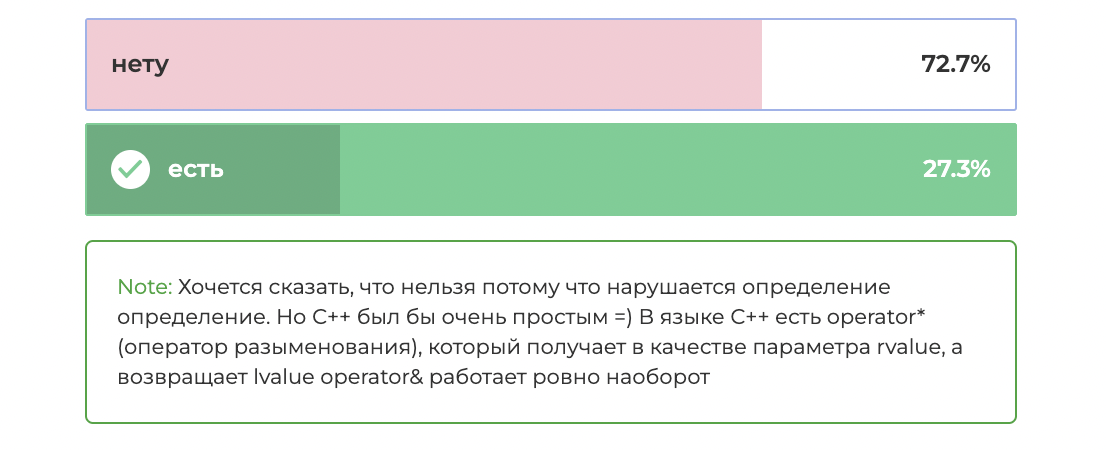 нету 72.7%
есть 27.3%
Note: Хочется сказать, что нельзя потому что нарушается определение
определение. Но C++ был бы очень простым =) В языке C++ есть operator*
(оператор разыменования), который получает в качестве параметра rvalue, а
возвращает lvalue operator& работает ровно наоборот